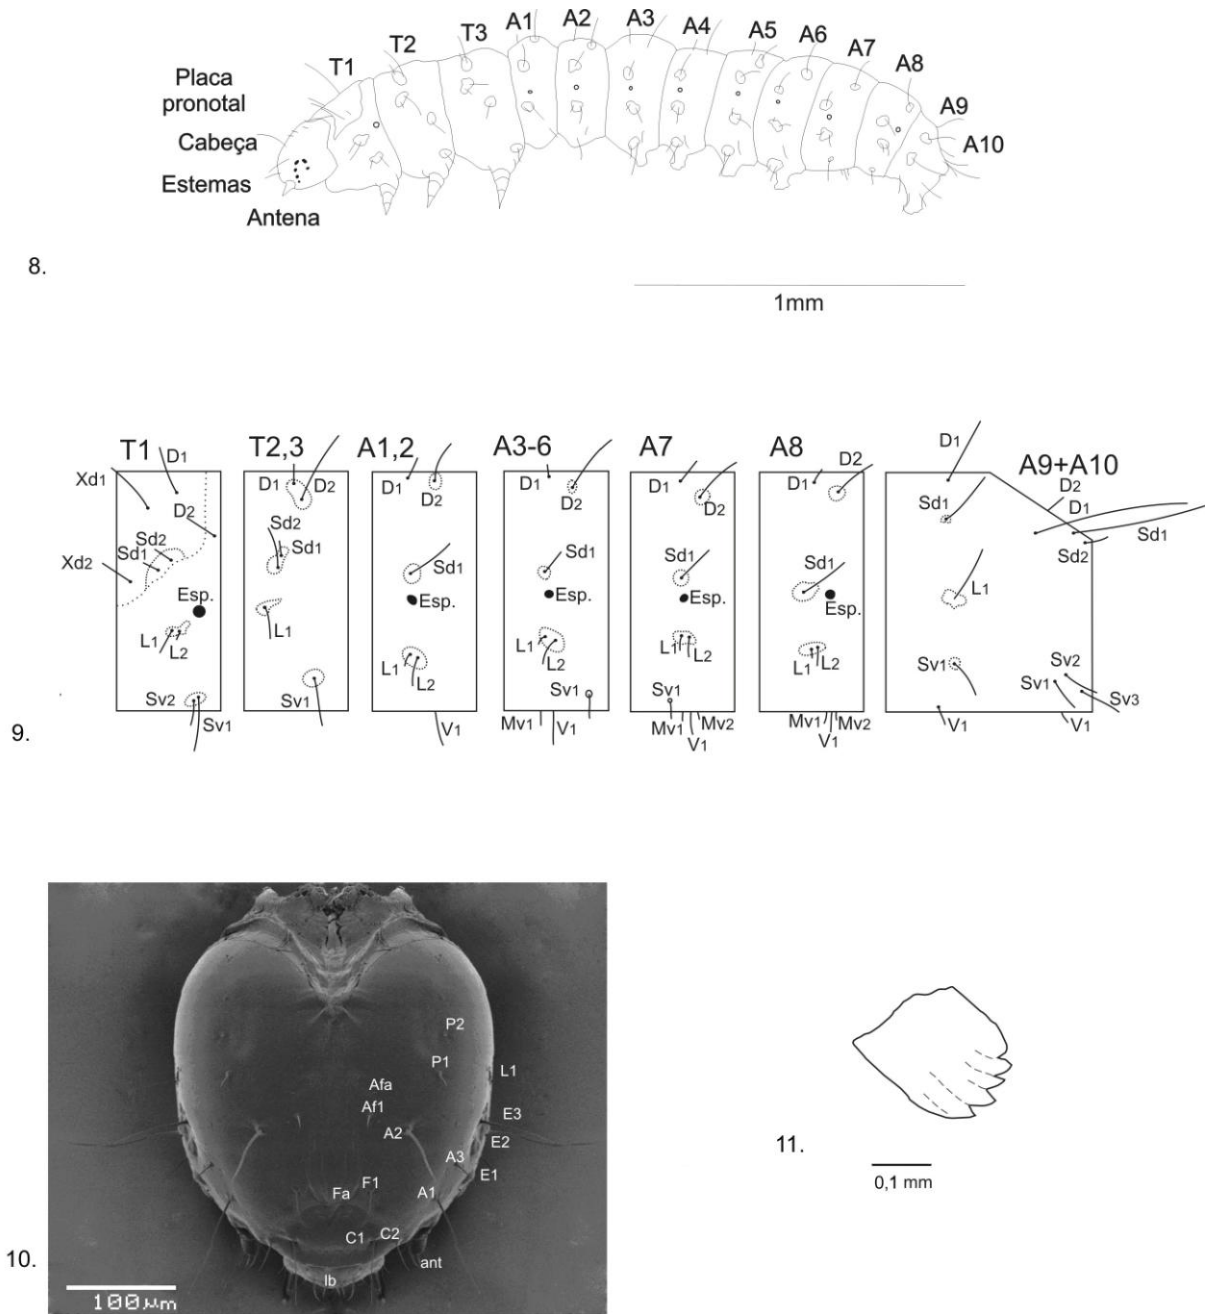 T1 T2 T3 A1 A2 A3 A4 A5 A6 A7 A8 A9 A10
Placa
pronotal
Cabeça
Estemas
Antena
8.
1mm
T1 T2,3 A1,2 A3-6 A7 A8 A9+A10
Xd1 D1 D2 Sd2 Sd1 Xd2 Esp. L1 L2 Sv2 Sv1
D1 D2 Sd2 Sd1 L1 Sv1
D1 D2 Sd1 Esp. L1 L2 V1
D1 D2 Sd1 Esp. L1 L2 Sv1 Mv1 V1
D1 D2 Sd1 Esp. L1 L2 Sv1 Mv1 V1 Mv2
D1 D2 Sd1 Esp. L1 L2 Mv1 V1 Mv2
D1 Sd1 L1 Sv1 V1
D2 D1 Sd1 Sd2 Sv2 Sv1 Sv3 V1
9.
P2
P1
L1
Afa
Af1
E3
A2
E2
A3
E1
F1
Fa
A1
C1
C2
ant
lb
100µm
10.
11.
0,1 mm